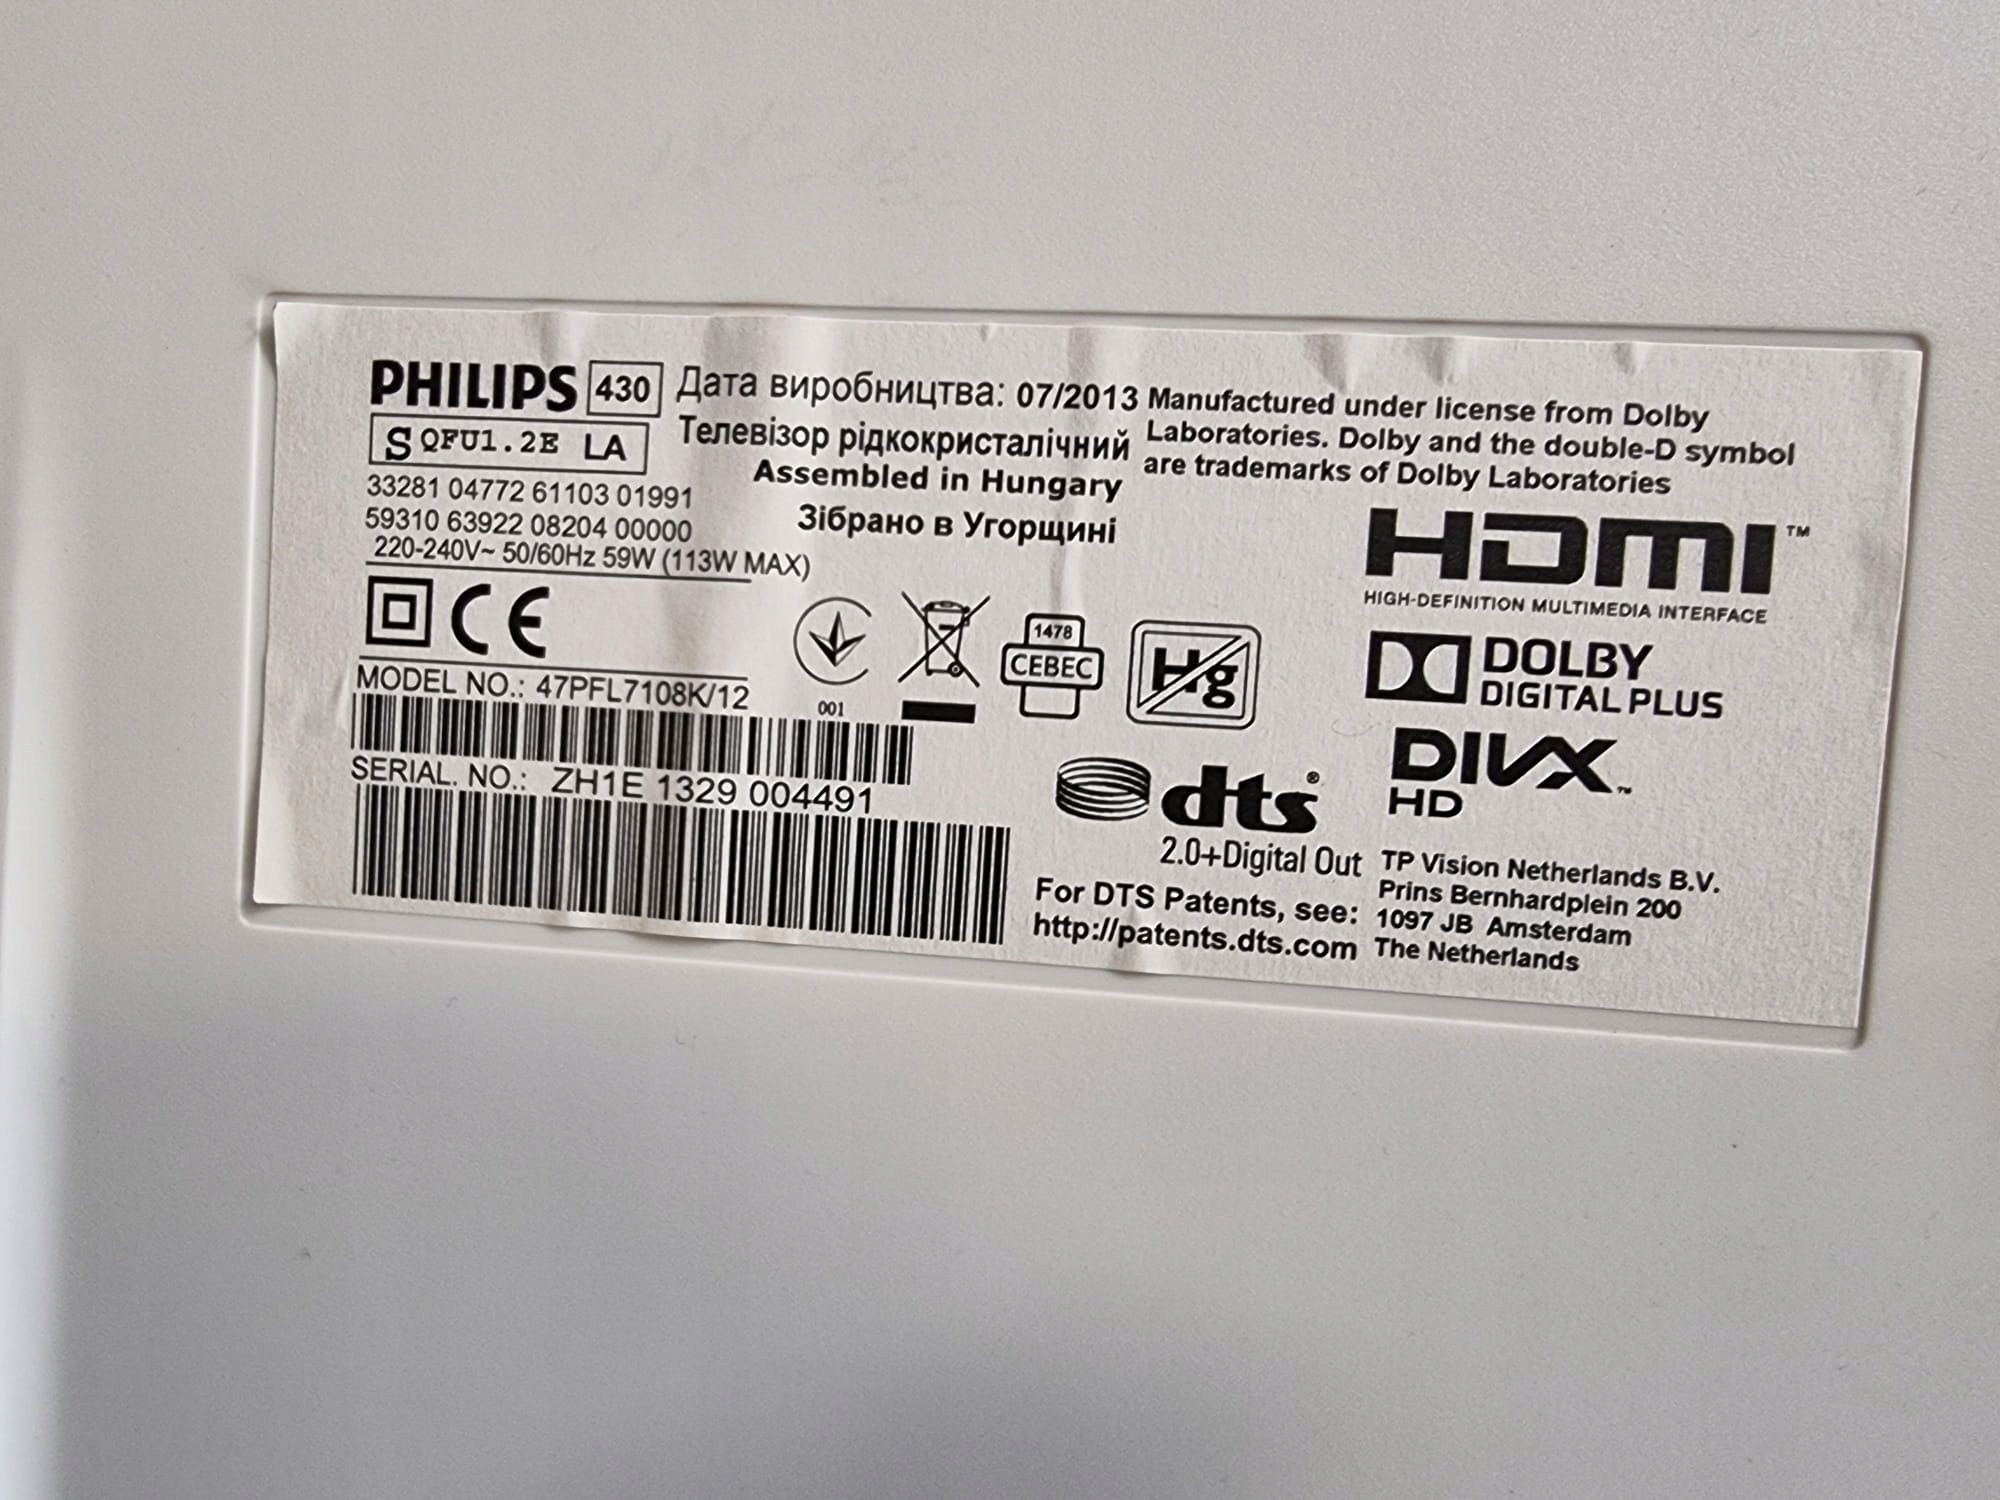 PHILIPS 430
S QFU1.2E LA
33281 04772 61103 01991
59310 63922 08204 00000
220-240V~ 50/60Hz 59W (113W MAX)
Дата виробництва: 07/2013
Телевізор рідкокристалічний
Assembled in Hungary
Зібрано в Угорщині
Manufactured under license from Dolby
Laboratories. Dolby and the double-D symbol
are trademarks of Dolby Laboratories
HDMI™
HIGH-DEFINITION MULTIMEDIA INTERFACE
CE
001
1478
CEBEC
Hg
DOLBY
DIGITAL PLUS
MODEL NO.: 47PFL7108K/12
SERIAL. NO.: ZH1E 1329 004491
dts®
2.0+Digital Out
For DTS Patents, see:
http://patents.dts.com
DIVX™
HD
TP Vision Netherlands B.V.
Prins Bernhardplein 200
1097 JB Amsterdam
The Netherlands